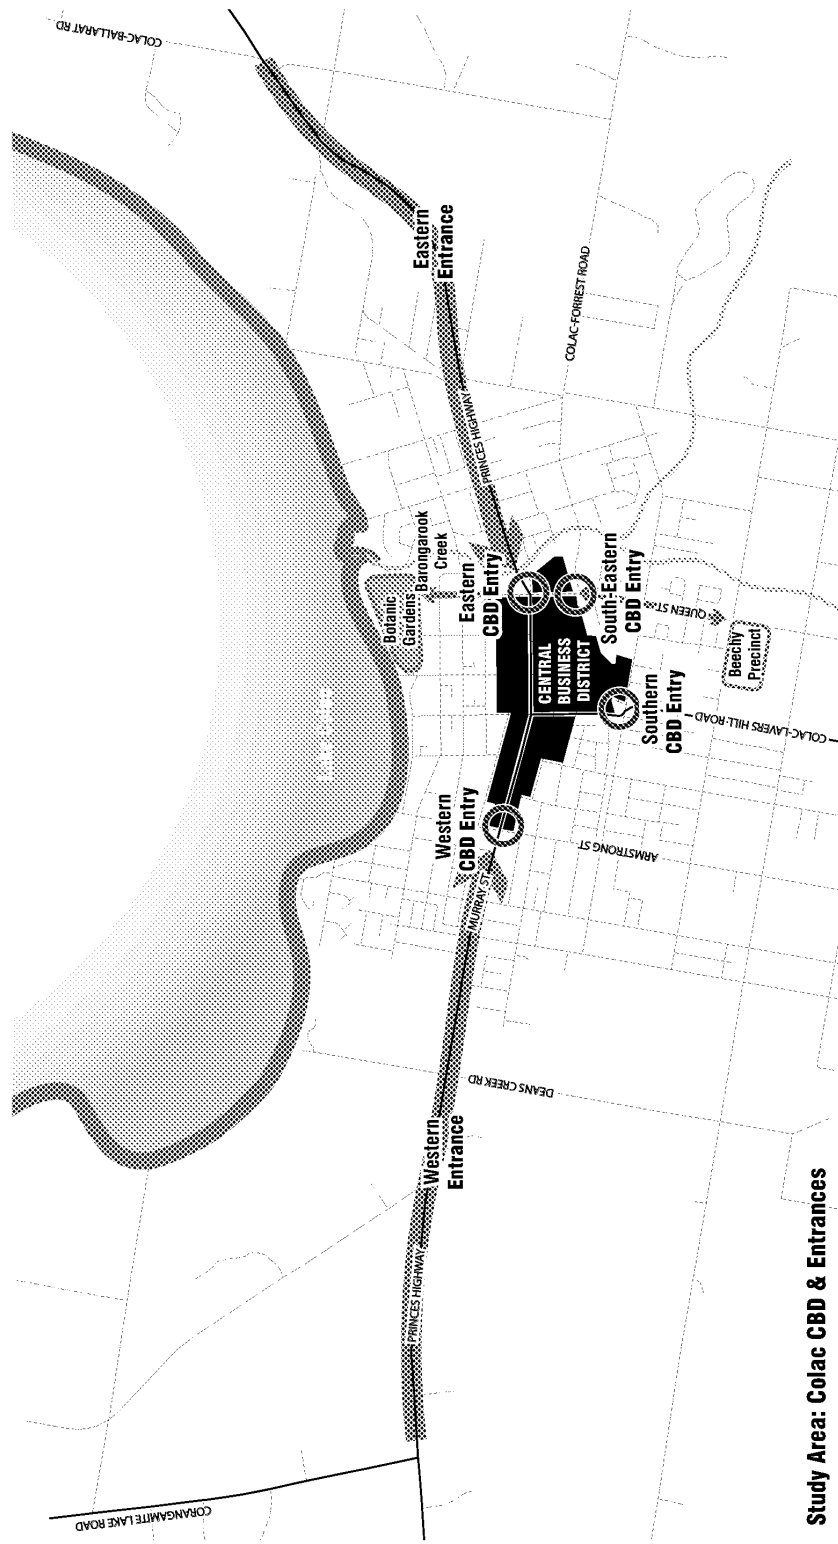 COLAC-BALLARAT RD
Eastern
Entrance
COLAC-FORREST ROAD
PRINCES HIGHWAY
Barongarook
Creek
Botanic
Gardens
Eastern
CBD Entry
South-Eastern
CBD Entry
QUEEN ST
Beechy
Precinct
CENTRAL
BUSINESS
DISTRICT
Southern
CBD Entry
COLAC-LAVERS HILL-ROAD
Western
CBD Entry
MURRAY ST
ARMSTRONG ST
DEANS CREEK RD
Western
Entrance
PRINCES HIGHWAY
CORANGAMITE LAKE ROAD
Study Area: Colac CBD & Entrances